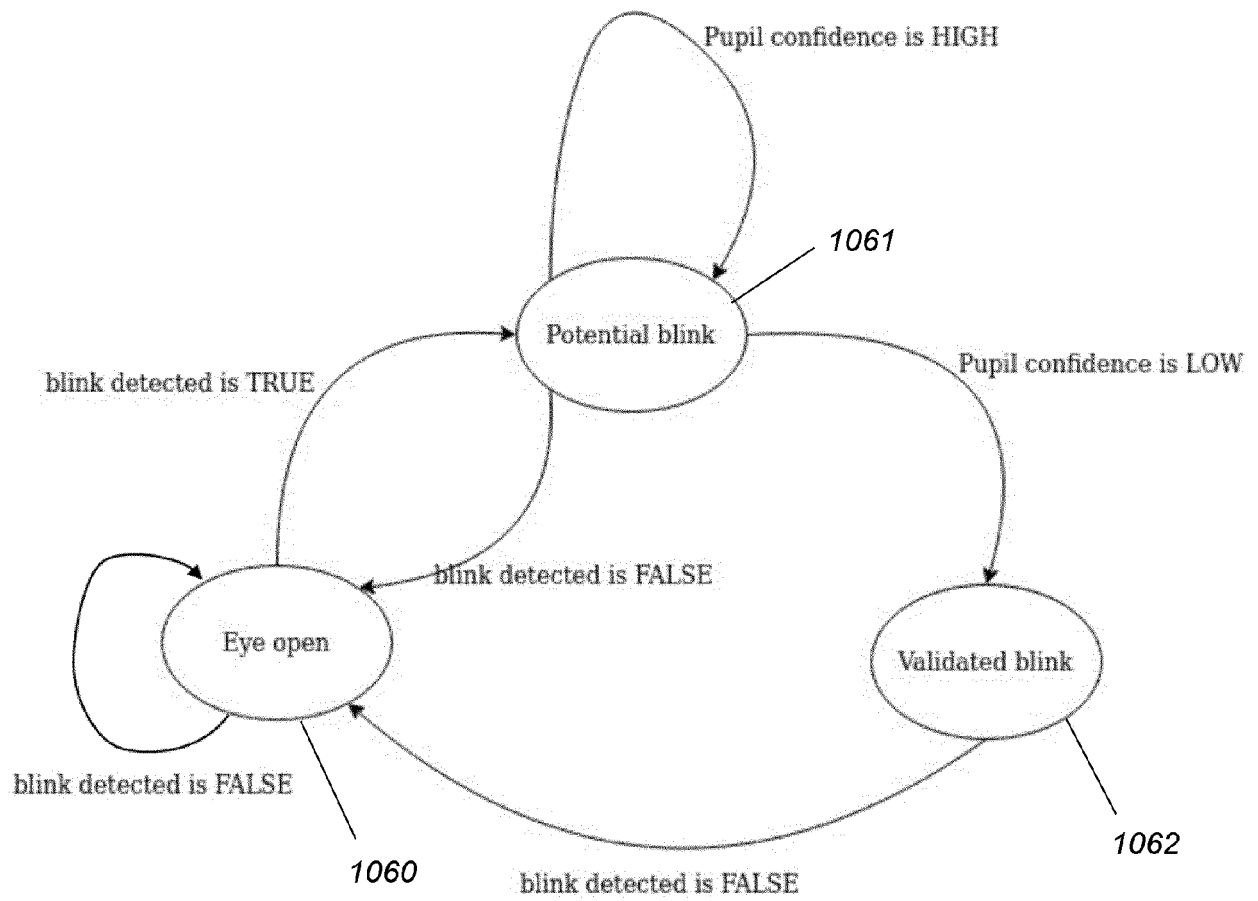 Pupil confidence is HIGH
1061
Potential blink
Pupil confidence is LOW
blink detected is TRUE
blink detected is FALSE
Eye open
Validated blink
blink detected is FALSE
1062
1060
blink detected is FALSE